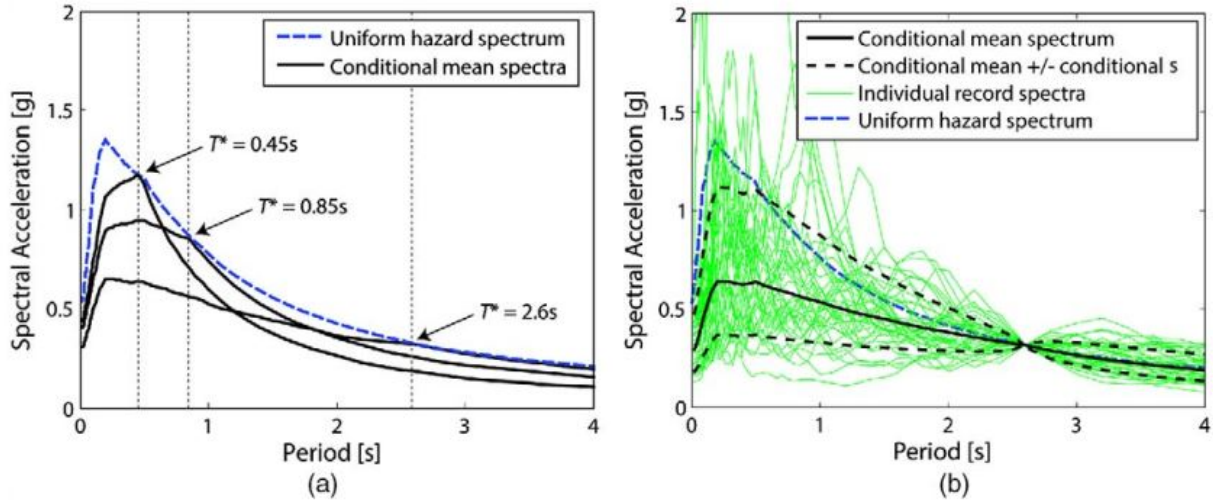 2
1.5
1
0.5
0
0
1
2
3
4
Spectral Acceleration [g]
Period [s]
Uniform hazard spectrum
Conditional mean spectra
T* = 0.45s
T* = 0.85s
T* = 2.6s
(a)
2
1.5
1
0.5
0
0
1
2
3
4
Spectral Acceleration [g]
Period [s]
Conditional mean spectrum
Conditional mean +/- conditional s
Individual record spectra
Uniform hazard spectrum
(b)